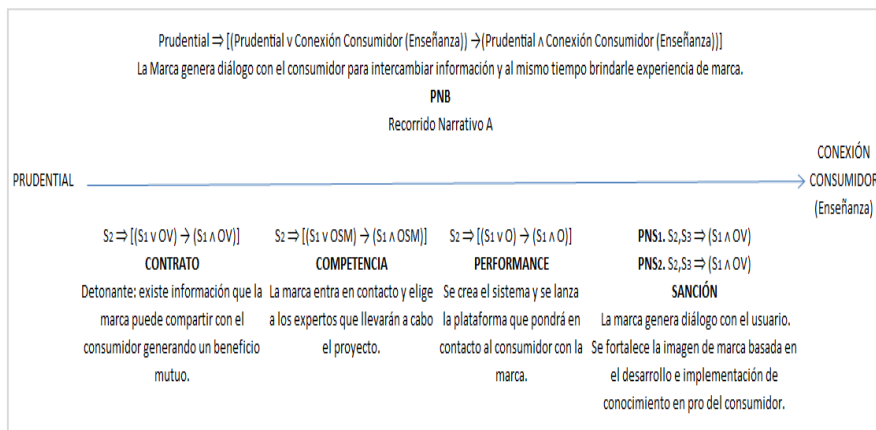 Prudential ⇒ [(Prudential v Conexión Consumidor (Enseñanza)) →(Prudential ∧ Conexión Consumidor (Enseñanza))]
La Marca genera diálogo con el consumidor para intercambiar información y al mismo tiempo brindarle experiencia de marca.
PNB
Recorrido Narrativo A
PRUDENTIAL
CONEXIÓN
CONSUMIDOR
(Enseñanza)
S2 ⇒ [(S1 v OV) → (S1 ∧ OV)]
CONTRATO
Detonante: existe información que la
marca puede compartir con el
consumidor generando un beneficio
mutuo.
S2 ⇒ [(S1 v OSM) → (S1 ∧ OSM)]
COMPETENCIA
La marca entra en contacto y elige
a los expertos que llevarán a cabo
el proyecto.
S2 ⇒ [(S1 v O) → (S1 ∧ O)]
PERFORMANCE
Se crea el sistema y se lanza
la plataforma que pondrá en
contacto al consumidor con la
marca.
PNS1. S2,S3 ⇒ (S1 ∧ OV)
PNS2. S2,S3 ⇒ (S1 ∧ OV)
SANCIÓN
La marca genera diálogo con el usuario.
Se fortalece la imagen de marca basada en
el desarrollo e implementación de
conocimiento en pro del consumidor.